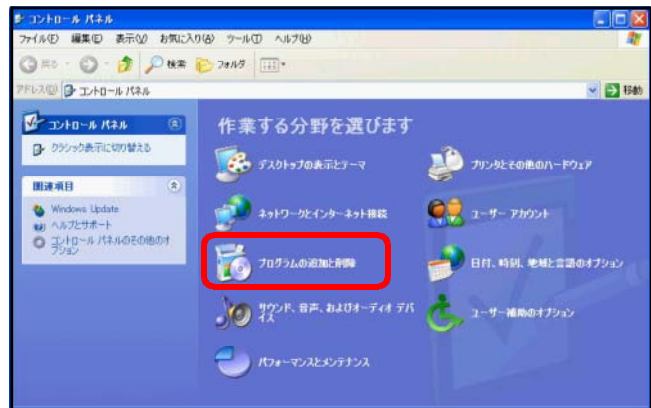 コントロール パネル
ファイル(F) 編集(E) 表示(V) お気に入り(A) ツール(T) ヘルプ(H)
戻る 検索 フォルダ
アドレス(D) コントロール パネル 移動
コントロール パネル
クラシック表示に切り替える
関連項目
Windows Update
ヘルプとサポート
コントロール パネルのその他のオ
プション
作業する分野を選びます
デスクトップの表示とテーマ
プリンタとその他のハードウェア
ネットワークとインターネット接続
ユーザー アカウント
プログラムの追加と削除
日付、時刻、地域と言語のオプション
サウンド、音声、およびオーディオ デバ
イス
ユーザー補助のオプション
パフォーマンスとメンテナンス